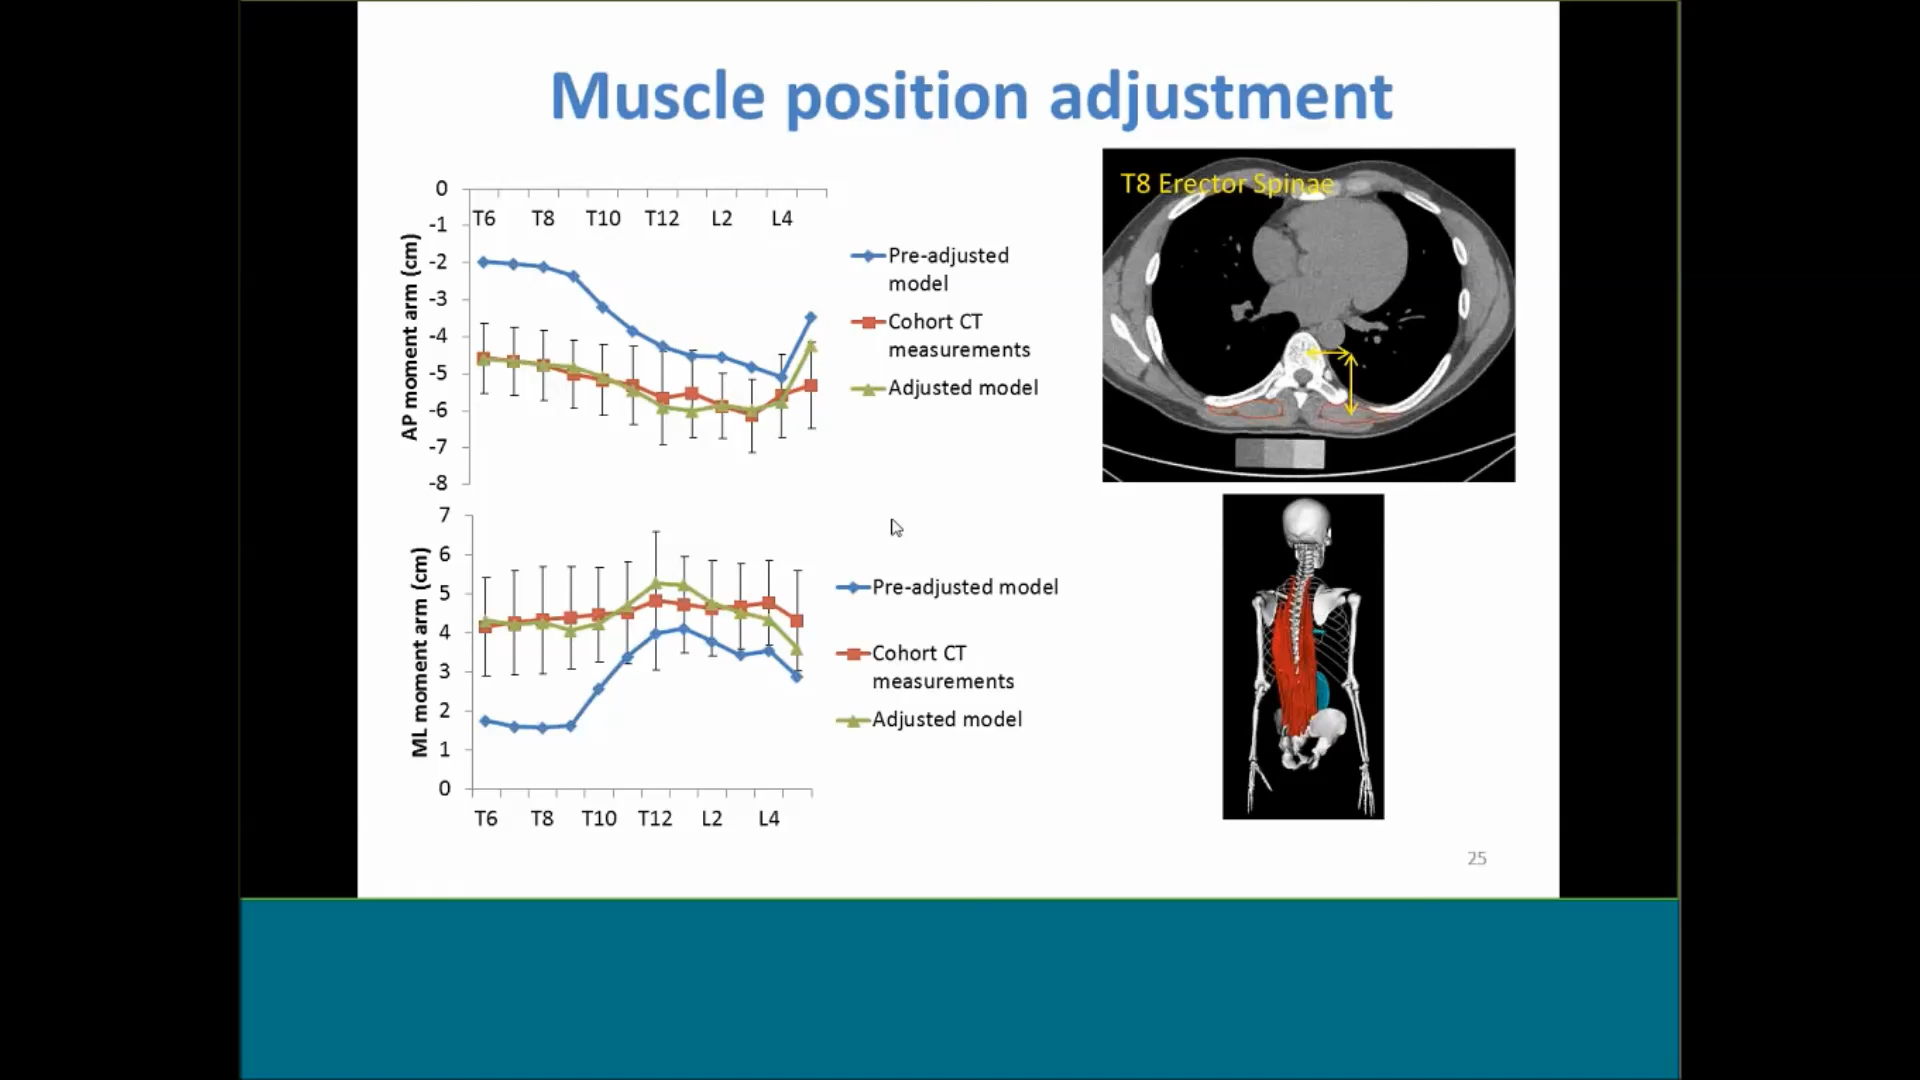 Muscle position adjustment
0
-1
-2
-3
-4
-5
-6
-7
-8
AP moment arm (cm)
T6 T8 T10 T12 L2 L4
Pre-adjusted
model
Cohort CT
measurements
Adjusted model
T8 Erector Spinae
7
6
5
4
3
2
1
0
ML moment arm (cm)
T6 T8 T10 T12 L2 L4
Pre-adjusted model
Cohort CT
measurements
Adjusted model
25